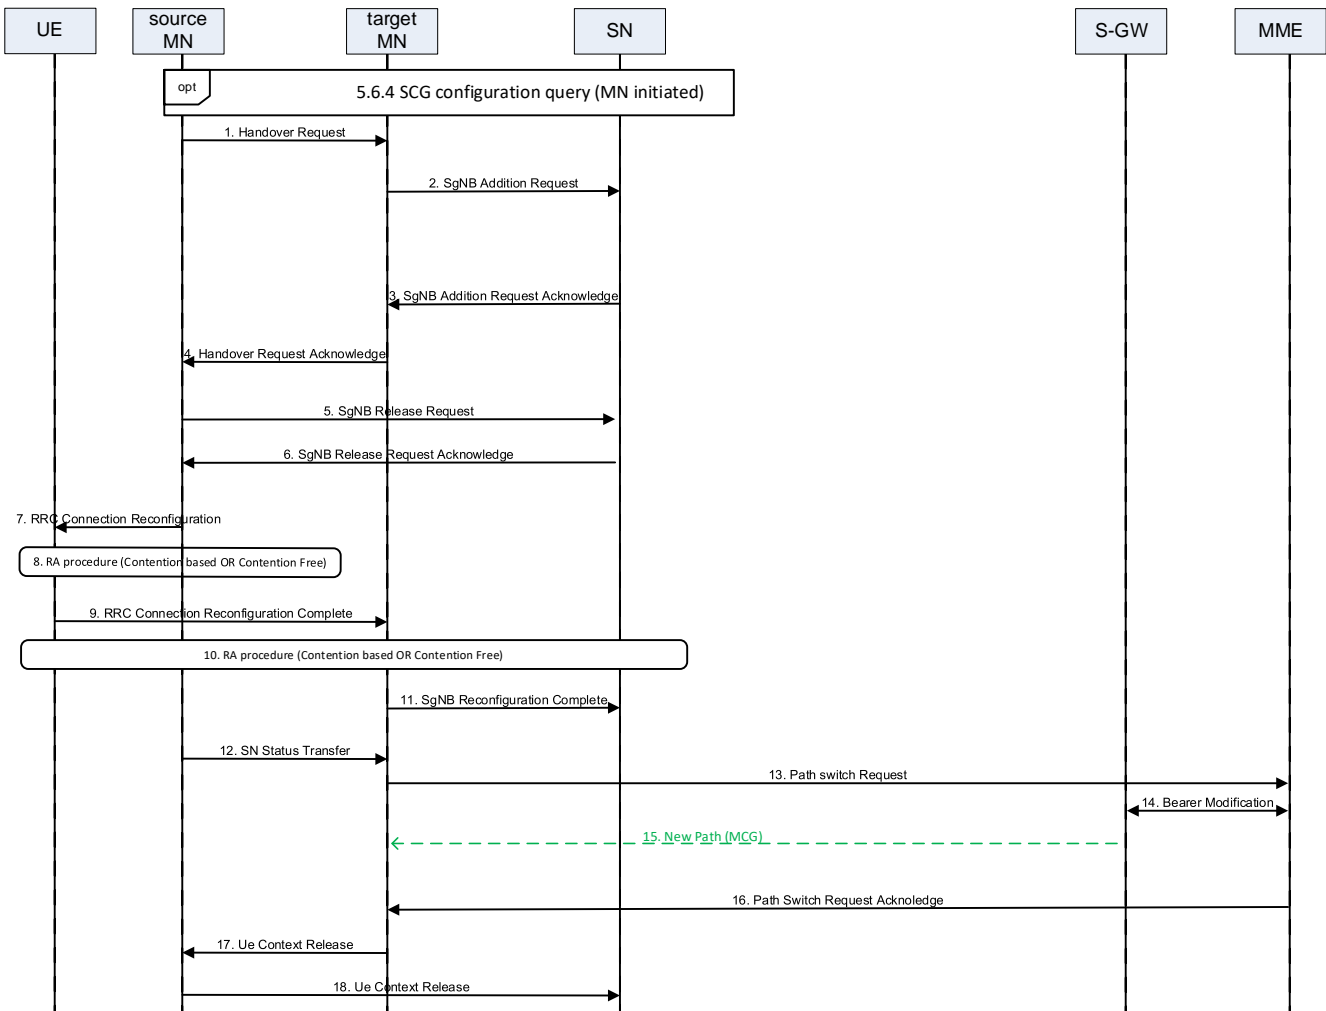 UE
source
MN
target
MN
SN
S-GW
MME
opt
5.6.4 SCG configuration query (MN initiated)
1. Handover Request
2. SgNB Addition Request
3. SgNB Addition Request Acknowledge
4. Handover Request Acknowledge
5. SgNB Release Request
6. SgNB Release Request Acknowledge
7. RRC Connection Reconfiguration
8. RA procedure (Contention based OR Contention Free)
9. RRC Connection Reconfiguration Complete
10. RA procedure (Contention based OR Contention Free)
11. SgNB Reconfiguration Complete
12. SN Status Transfer
13. Path switch Request
14. Bearer Modification
15. New Path (MCG)
16. Path Switch Request Acknoledge
17. Ue Context Release
18. Ue Context Release